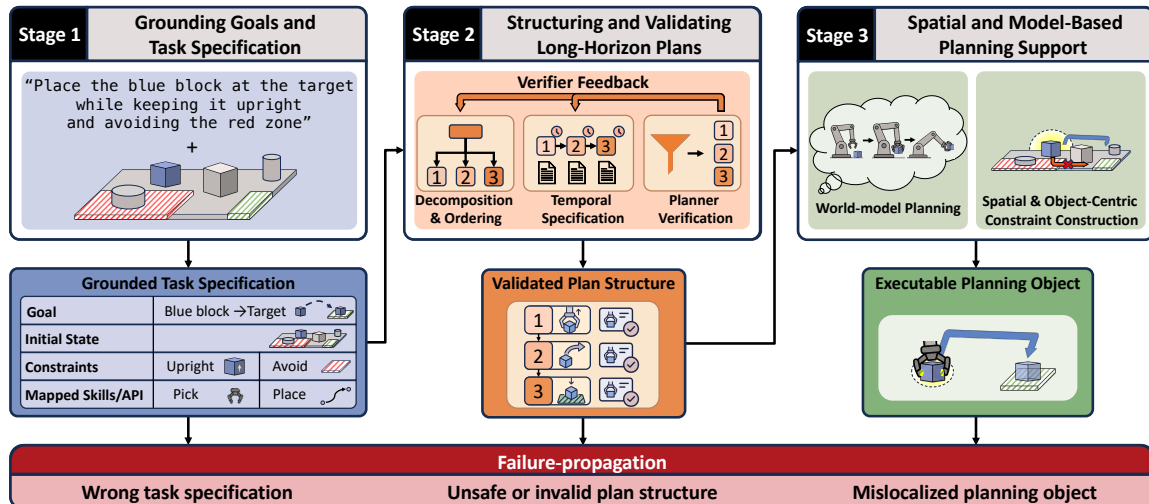 Stage 1
Grounding Goals and
Task Specification
“Place the blue block at the target
while keeping it upright
and avoiding the red zone”
+
Grounded Task Specification
Goal
Blue block →Target
Initial State
Constraints
Upright
Avoid
Mapped Skills/API
Pick
Place
Stage 2
Structuring and Validating
Long-Horizon Plans
Verifier Feedback
1 2 3
Decomposition
& Ordering
1 2 3
Temporal
Specification
1
2
3
Planner
Verification
Validated Plan Structure
1
2
3
Stage 3
Spatial and Model-Based
Planning Support
World-model Planning
Spatial & Object-Centric
Constraint Construction
Executable Planning Object
Failure-propagation
Wrong task specification
Unsafe or invalid plan structure
Mislocalized planning object